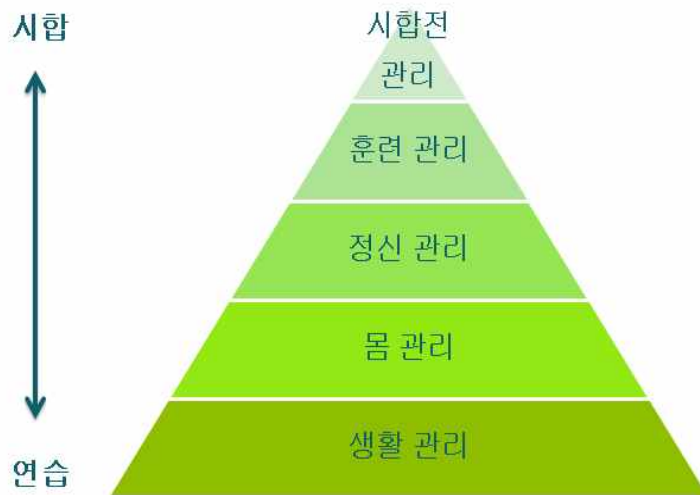 시합
시합전
관리
훈련 관리
정신 관리
몸 관리
생활 관리
연습